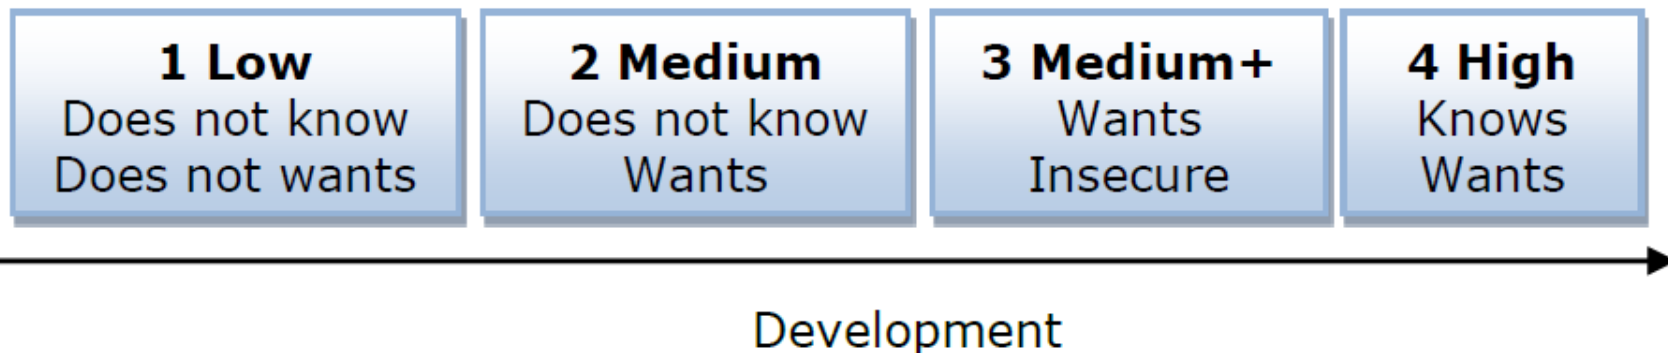 1 Low
Does not know
Does not wants
2 Medium
Does not know
Wants
3 Medium+
Wants
Insecure
4 High
Knows
Wants
Development